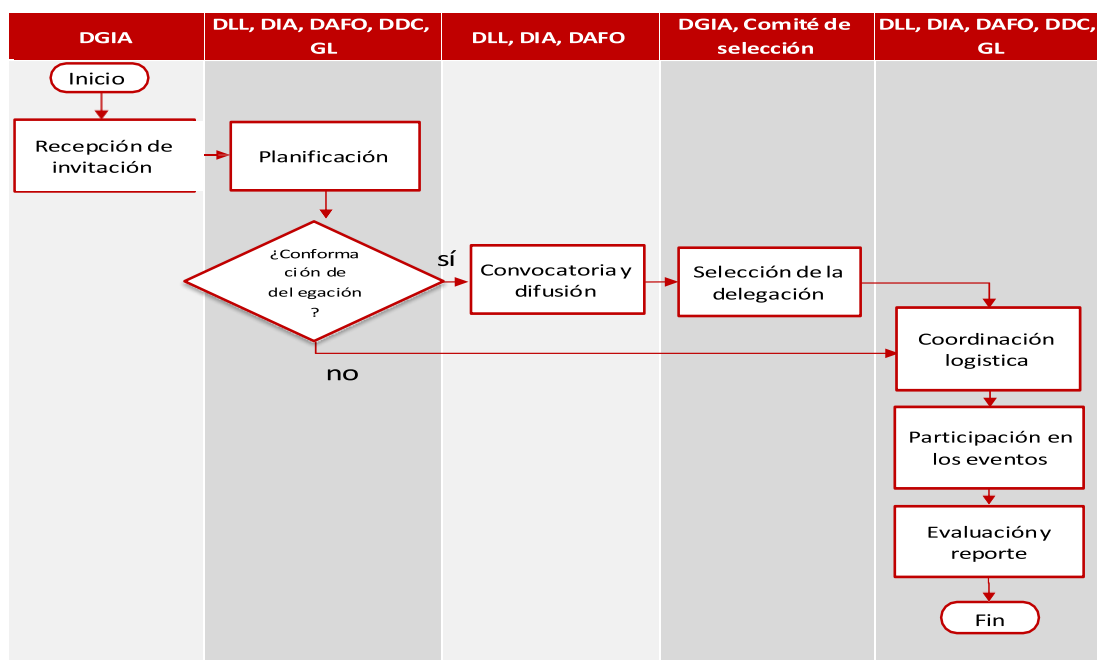 DGIA
DLL, DIA, DAFO, DDC,
GL
DLL, DIA, DAFO
DGIA, Comité de
selección
DLL, DIA, DAFO, DDC,
GL
Inicio
Recepción de
invitación
Planificación
¿Conforma
ción de
del egación
?
sí
no
Convocatoria y
difusión
Selección de la
delegación
Coordinación
logistica
Participación en
los eventos
Evaluación y
reporte
Fin